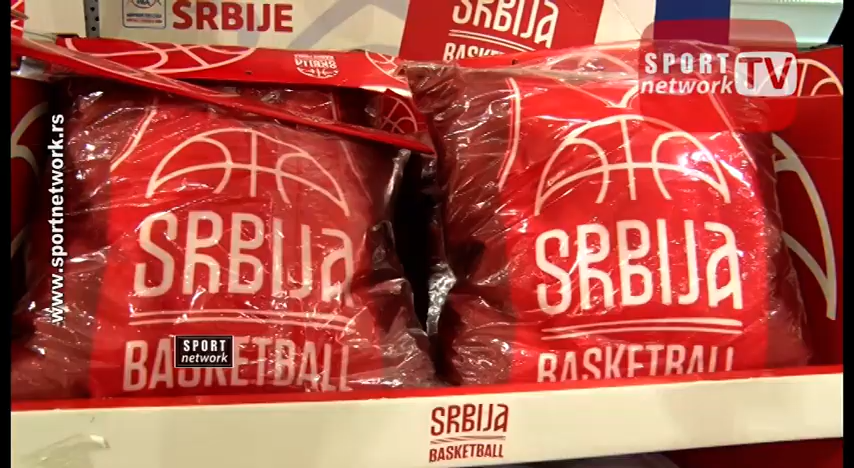 SRBIJE
SRBIJA
BASKETBALL
SPORT
network TV
www.sportnetwork.rs
SRBIJA
BASKETBALL
SRBIJA
BASKETBALL
SPORT
network
SRBIJA
BASKETBALL